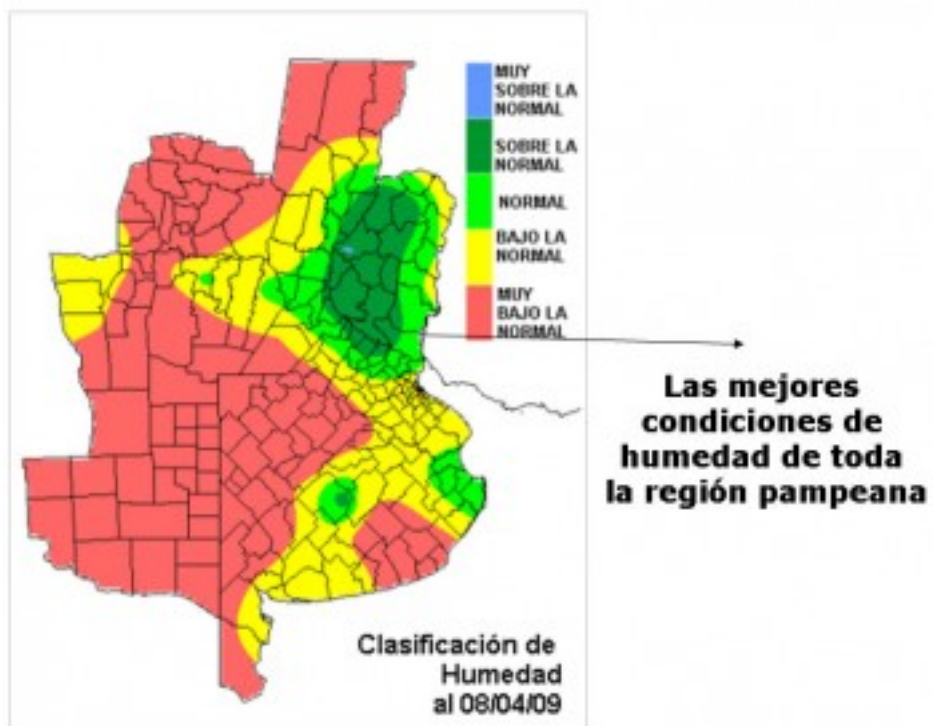 MUY
SOBRE LA
NORMAL
SOBRE LA
NORMAL
NORMAL
BAJO LA
NORMAL
MUY
BAJO LA
NORMAL
Las mejores
condiciones de
humedad de toda
la región pampeana
Clasificación de
Humedad
al 08/04/09